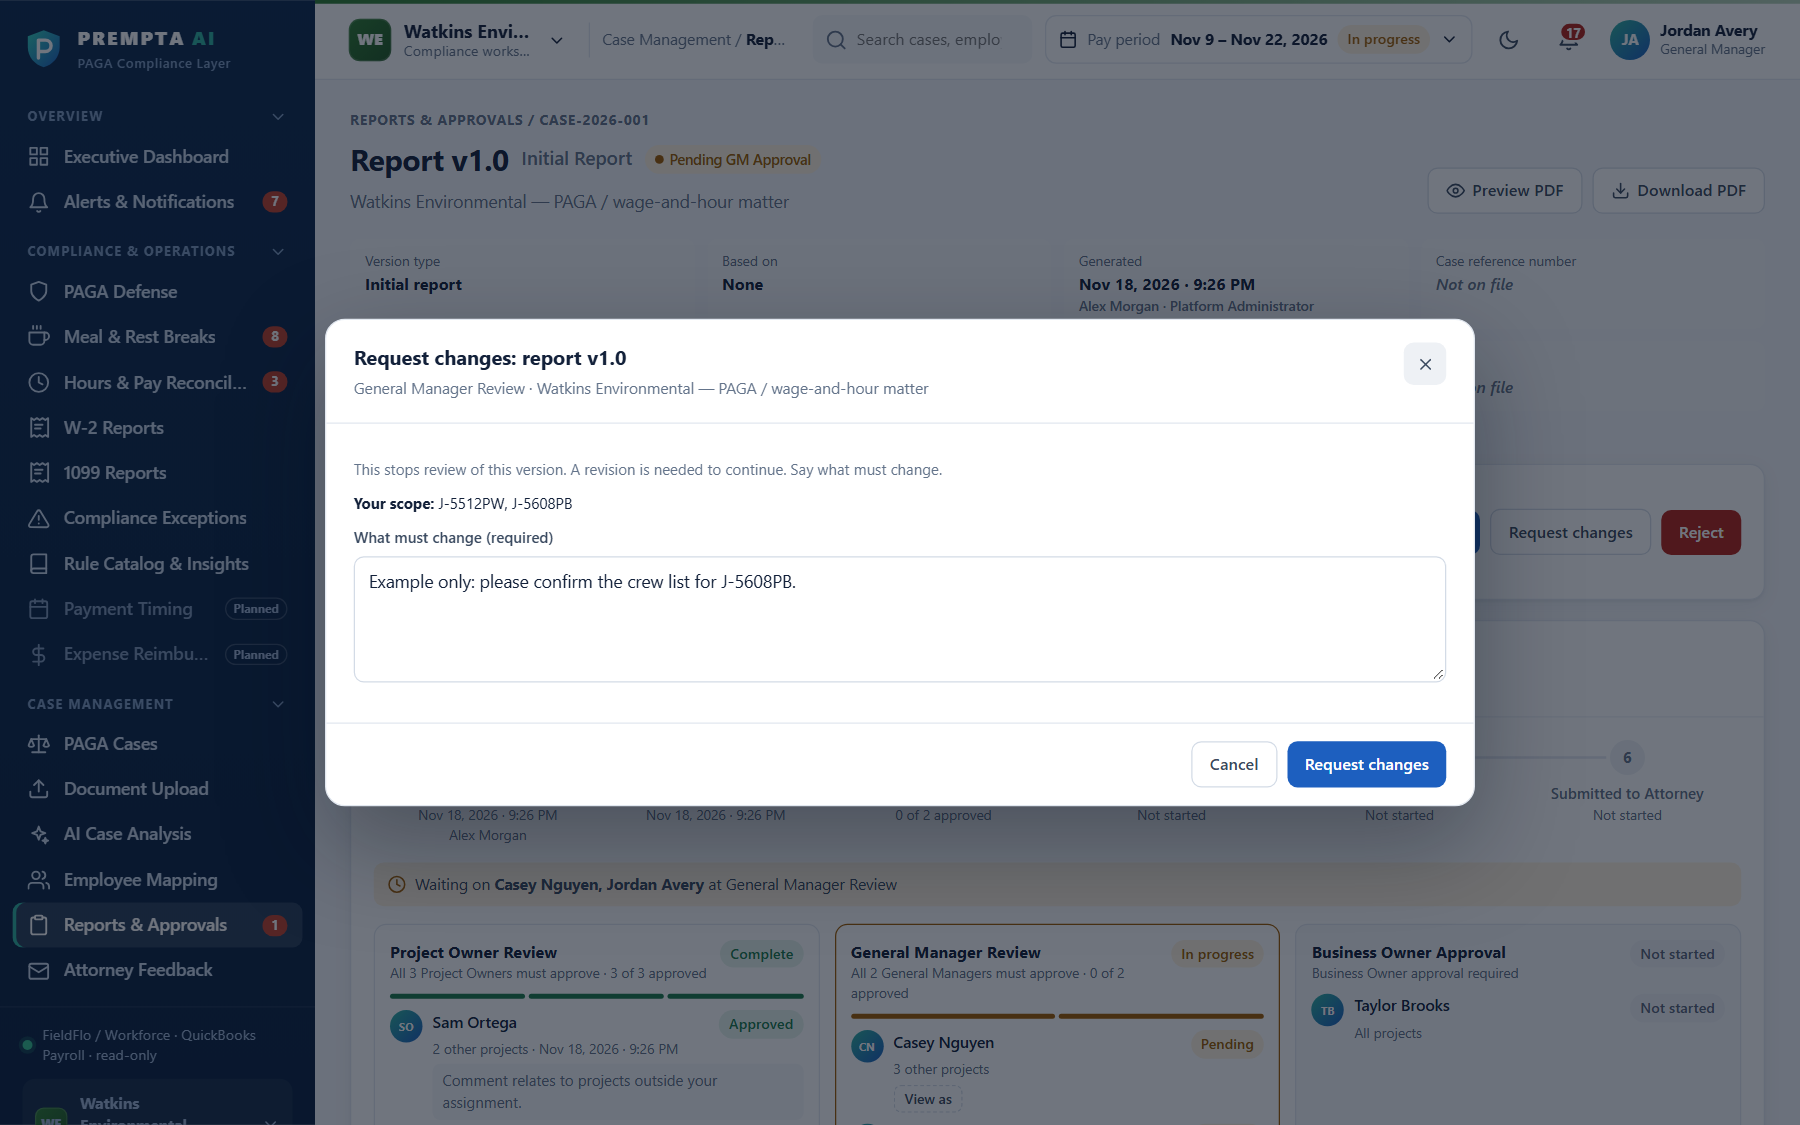 PREMPTA AI
PAGA Compliance Layer
OVERVIEW
Executive Dashboard
Alerts & Notifications 7
COMPLIANCE & OPERATIONS
PAGA Defense
Meal & Rest Breaks 8
Hours & Pay Reconcil... 3
W-2 Reports
1099 Reports
Compliance Exceptions
Rule Catalog & Insights
Payment Timing Planned
Expense Reimbu... Planned
CASE MANAGEMENT
PAGA Cases
Document Upload
AI Case Analysis
Employee Mapping
Reports & Approvals 1
Attorney Feedback
FieldFlo / Workforce · QuickBooks
Payroll · read-only
Watkins
WE
Watkins Envi...
Compliance works...
Case Management / Rep...
Search cases, emplo
Pay period Nov 9 – Nov 22, 2026 In progress
17
JA
Jordan Avery
General Manager
REPORTS & APPROVALS / CASE-2026-001
Report v1.0 Initial Report Pending GM Approval
Watkins Environmental — PAGA / wage-and-hour matter
Preview PDF
Download PDF
Version type
Initial report
Based on
None
Generated
Nov 18, 2026 · 9:26 PM
Alex Morgan · Platform Administrator
Case reference number
Not on file
Request changes: report v1.0
General Manager Review · Watkins Environmental — PAGA / wage-and-hour matter
This stops review of this version. A revision is needed to continue. Say what must change.
Your scope: J-5512PW, J-5608PB
What must change (required)
Example only: please confirm the crew list for J-5608PB.
Cancel
Request changes
n file
Request changes
Reject
Nov 18, 2026 · 9:26 PM
Alex Morgan
Nov 18, 2026 · 9:26 PM
0 of 2 approved
Not started
Not started
6
Submitted to Attorney
Not started
Waiting on Casey Nguyen, Jordan Avery at General Manager Review
Project Owner Review Complete
All 3 Project Owners must approve · 3 of 3 approved
SO
Sam Ortega Approved
2 other projects · Nov 18, 2026 · 9:26 PM
Comment relates to projects outside your
assignment.
General Manager Review In progress
All 2 General Managers must approve · 0 of 2
approved
CN
Casey Nguyen Pending
3 other projects
View as
Business Owner Approval Not started
Business Owner approval required
TB
Taylor Brooks Not started
All projects